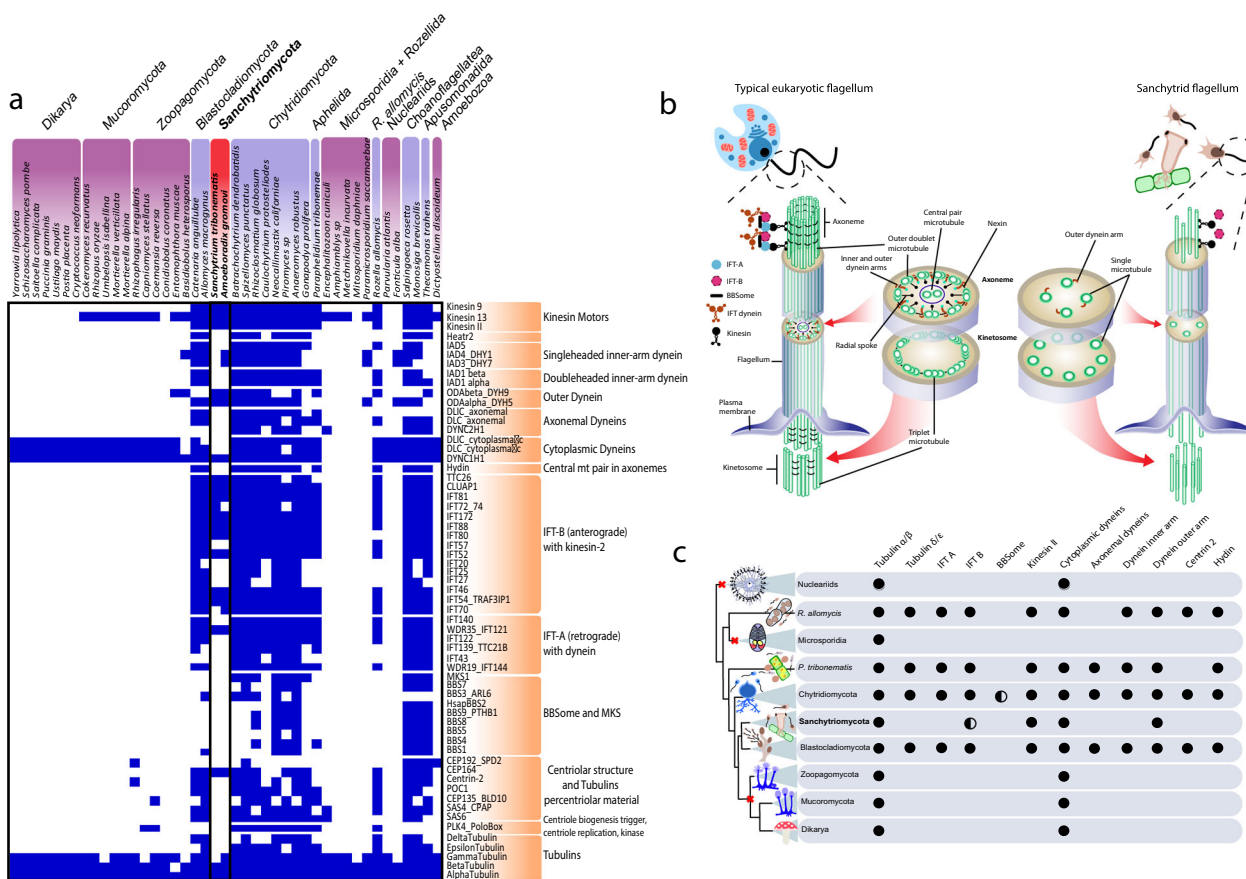 a
Dikarya
Mucoromycota
Zoopagomycota
Blastocladiomycota
Sanchytriomycota
Chytridiomycota
Aphelida
Microsporidia + Rozellida
R. allomycis
Nucleariids
Choanoflagellatea
Apusomonadida
Amoebozoa
Yarrowia lipolytica
Schizosaccharomyces pombe
Saitoella complicata
Puccinia graminis
Ustilago maydis
Postia placenta
Cryptococcus neoformans
Cokeromyces recurvatus
Rhizopus oryzae
Umbelopsis isabellina
Mortierella verticillata
Mortierella alpina
Rhizophagus irregularis
Capniomyces stellatus
Coemansia reversa
Conidiobolus coronatus
Entomophthora muscae
Basidiobolus heterosporus
Catenaria anguillulae
Allomyces macrogynus
Sanchytrium tribonematis
Amoeboradix gromovi
Batrachochytrium dendrobatidis
Spizellomyces punctatus
Rhizoclosmatium globosum
Caulochytrium protosteliodes
Neocallimastix californiae
Piromyces sp
Anaeromyces robustus
Gonapodya prolifera
Paraphelidium tribonemae
Encephalitozoon cuniculi
Amphiamblys sp
Metchnikovella incurvata
Mitosporidium daphniae
Paramicrosporidium saccamoebae
Rozella allomycis
Parvularia atlantis
Fonticula alba
Salpingoeca rosetta
Monosiga brevicolis
Thecamonas trahens
Dictyostellum discoideum
Kinesin 9
Kinesin 13
Kinesin II
Kinesin Motors
Heatr2
IAD5
IAD4_DHY1
IAD3_DHY7
Singleheaded inner-arm dynein
IAD1 beta
IAD1 alpha
Doubleheaded inner-arm dynein
ODAbeta_DYH9
ODAalpha_DYH5
Outer Dynein
DLIC_axonemal
DLC_axonemal
DYNC2H1
Axonemal Dyneins
DYNC1H1
Cytoplasmic Dyneins
Hydin
Central mt pair in axonemes
TTC26
CLUAP1
IFT81
IFT72_74
IFT172
IFT88
IFT80
IFT57
IFT52
IFT20
IFT25
IFT27
IFT46
IFT54_TRAF3IP1
IFT70
IFT-B (anterograde)
with kinesin-2
IFT140
WDR35_IFT121
IFT122
IFT139_TTC21B
IFT43
WDR19_IFT144
IFT-A (retrograde)
with dynein
MKS1
BBS7
BBS3_ARL6
HsapBBS2
BBS9_PTHB1
BBS8
BBS5
BBS4
BBS1
BBSome and MKS
CEP192_SPD2
CEP164
Centrin-2
POC1
CEP135_BLD10
SAS4_CPAP
SAS6
Centriolar structure
and Tubulins
percentriolar material
PLK4_PoloBox
Centriole biogenesis trigger,
centriole replication, kinase
DeltaTubulin
EpsilonTubulin
GammaTubulin
BetaTubulin
AlphaTubulin
Tubulins
b
Typical eukaryotic flagellum
Sanchytrid flagellum
IFT-A
IFT-B
BBSome
IFT dynein
Kinesin
Axoneme
Outer doublet
microtubule
Inner and outer
dynein arms
Central pair
microtubule
Nexin
Axoneme
Radial spoke
Kinetosome
Outer dynein arm
Single
microtubule
Flagellum
Plasma
membrane
Kinetosome
Triplet
microtubule
c
Tubulin α/β
Tubulin δ/ε
IFT A
IFT B
BBSome
Kinesin II
Cytoplasmic dyneins
Axonemal dyneins
Dynein inner arm
Dynein outer arm
Centrin 2
Hydin
Nucleariids
R. allomycis
Microsporidia
P. tribonematis
Chytridiomycota
Sanchytriomycota
Blastocladiomycota
Zoopagomycota
Mucoromycota
Dikarya